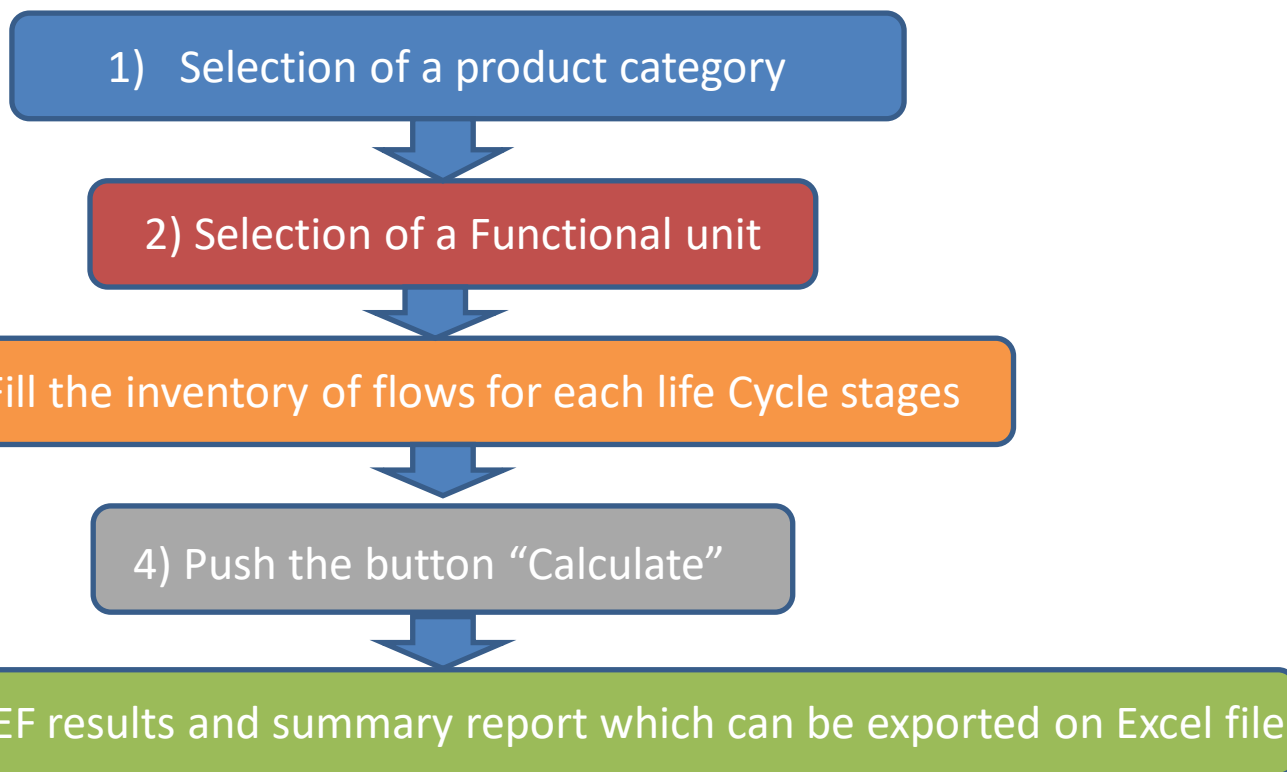 1) Selection of a product category
2) Selection of a Functional unit
Fill the inventory of flows for each life Cycle stages
4) Push the button “Calculate”
EF results and summary report which can be exported on Excel file